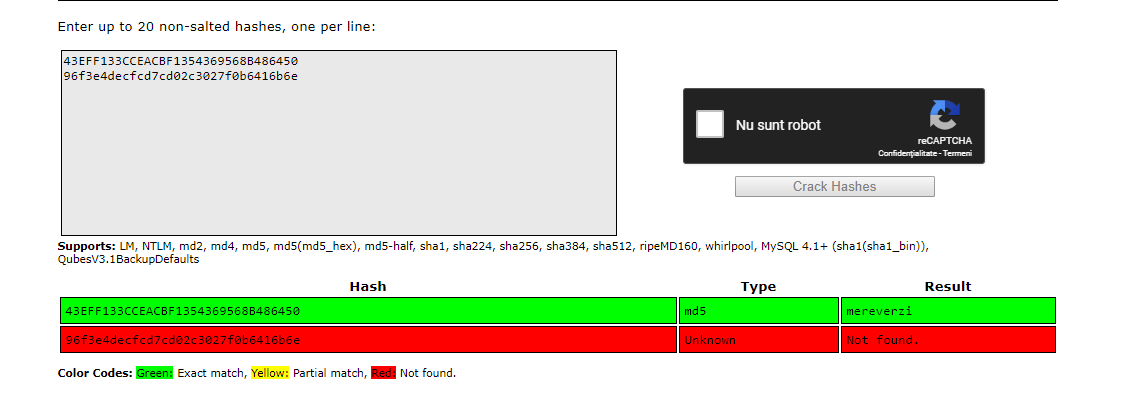 Enter up to 20 non-salted hashes, one per line:
43EFF133CCEACBF1354369568B486450
96f3e4decfcd7cd02c3027f0b6416b6e
Nu sunt robot
reCAPTCHA
Confidențialitate - Termeni
Crack Hashes
Supports: LM, NTLM, md2, md4, md5, md5(md5_hex), md5-half, sha1, sha224, sha256, sha384, sha512, ripeMD160, whirlpool, MySQL 4.1+ (sha1(sha1_bin)),
QubesV3.1BackupDefaults
Hash Type Result
43EFF133CCEACBF1354369568B486450 md5 mereverzi
96f3e4decfcd7cd02c3027f0b6416b6e Unknown Not found.
Color Codes: Green: Exact match, Yellow: Partial match, Red: Not found.